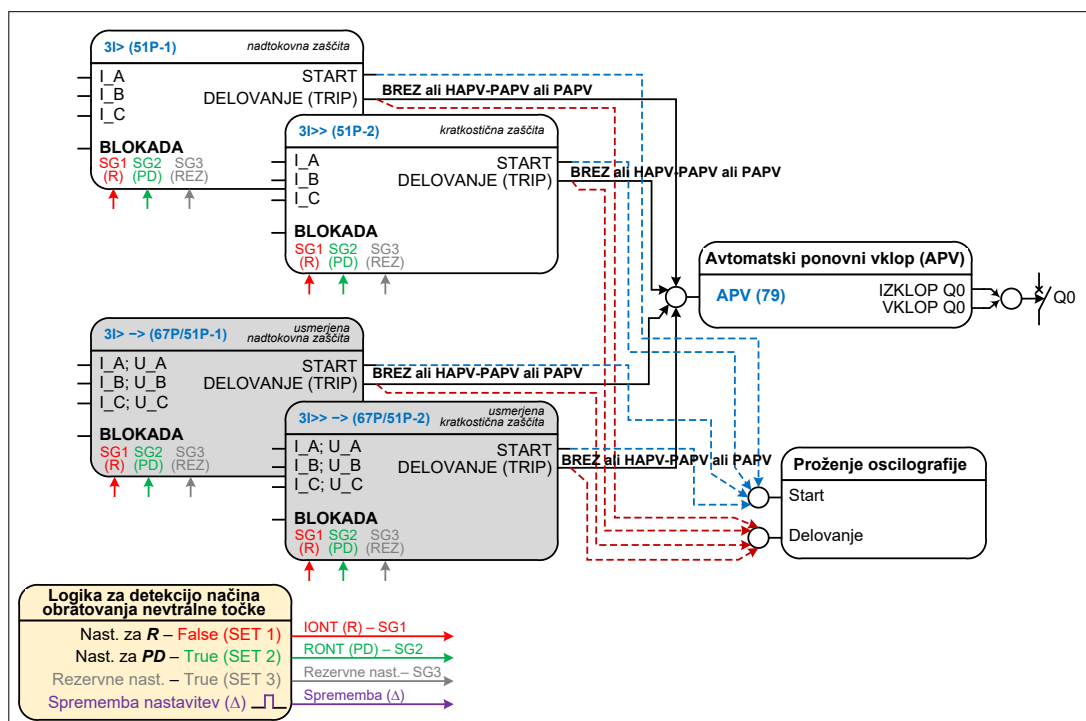 3I> (51P-1)
nadtokovna zaščita
I_A
I_B
I_C
START
DELOVANJE (TRIP)
BLOKADA
SG1 SG2 SG3
(R) (PD) (REZ)
BREZ ali HAPV-PAPV ali PAPV
3I>> (51P-2)
kratkostična zaščita
I_A
I_B
I_C
START
DELOVANJE (TRIP)
BLOKADA
SG1 SG2 SG3
(R) (PD) (REZ)
BREZ ali HAPV-PAPV ali PAPV
Avtomatski ponovni vklop (APV)
APV (79)
IZKLOP Q0
VKLOP Q0
Q0
3I> −> (67P/51P-1)
usmerjena
nadtokovna zaščita
I_A; U_A
I_B; U_B
I_C; U_C
START
DELOVANJE (TRIP)
BLOKADA
SG1 SG2 SG3
(R) (PD) (REZ)
BREZ ali HAPV-PAPV ali PAPV
3I>> −> (67P/51P-2)
usmerjena
kratkostična zaščita
I_A; U_A
I_B; U_B
I_C; U_C
START
DELOVANJE (TRIP)
BLOKADA
SG1 SG2 SG3
(R) (PD) (REZ)
BREZ ali HAPV-PAPV ali PAPV
Proženje oscilografije
Start
Delovanje
Logika za detekcijo načina
obratovanja nevtralne točke
Nast. za R – False (SET 1)
Nast. za PD – True (SET 2)
Rezervne nast. – True (SET 3)
Sprememba nastavitev (Δ)
IONT (R) – SG1
RONT (PD) – SG2
Rezervne nast.– SG3
Sprememba (Δ)